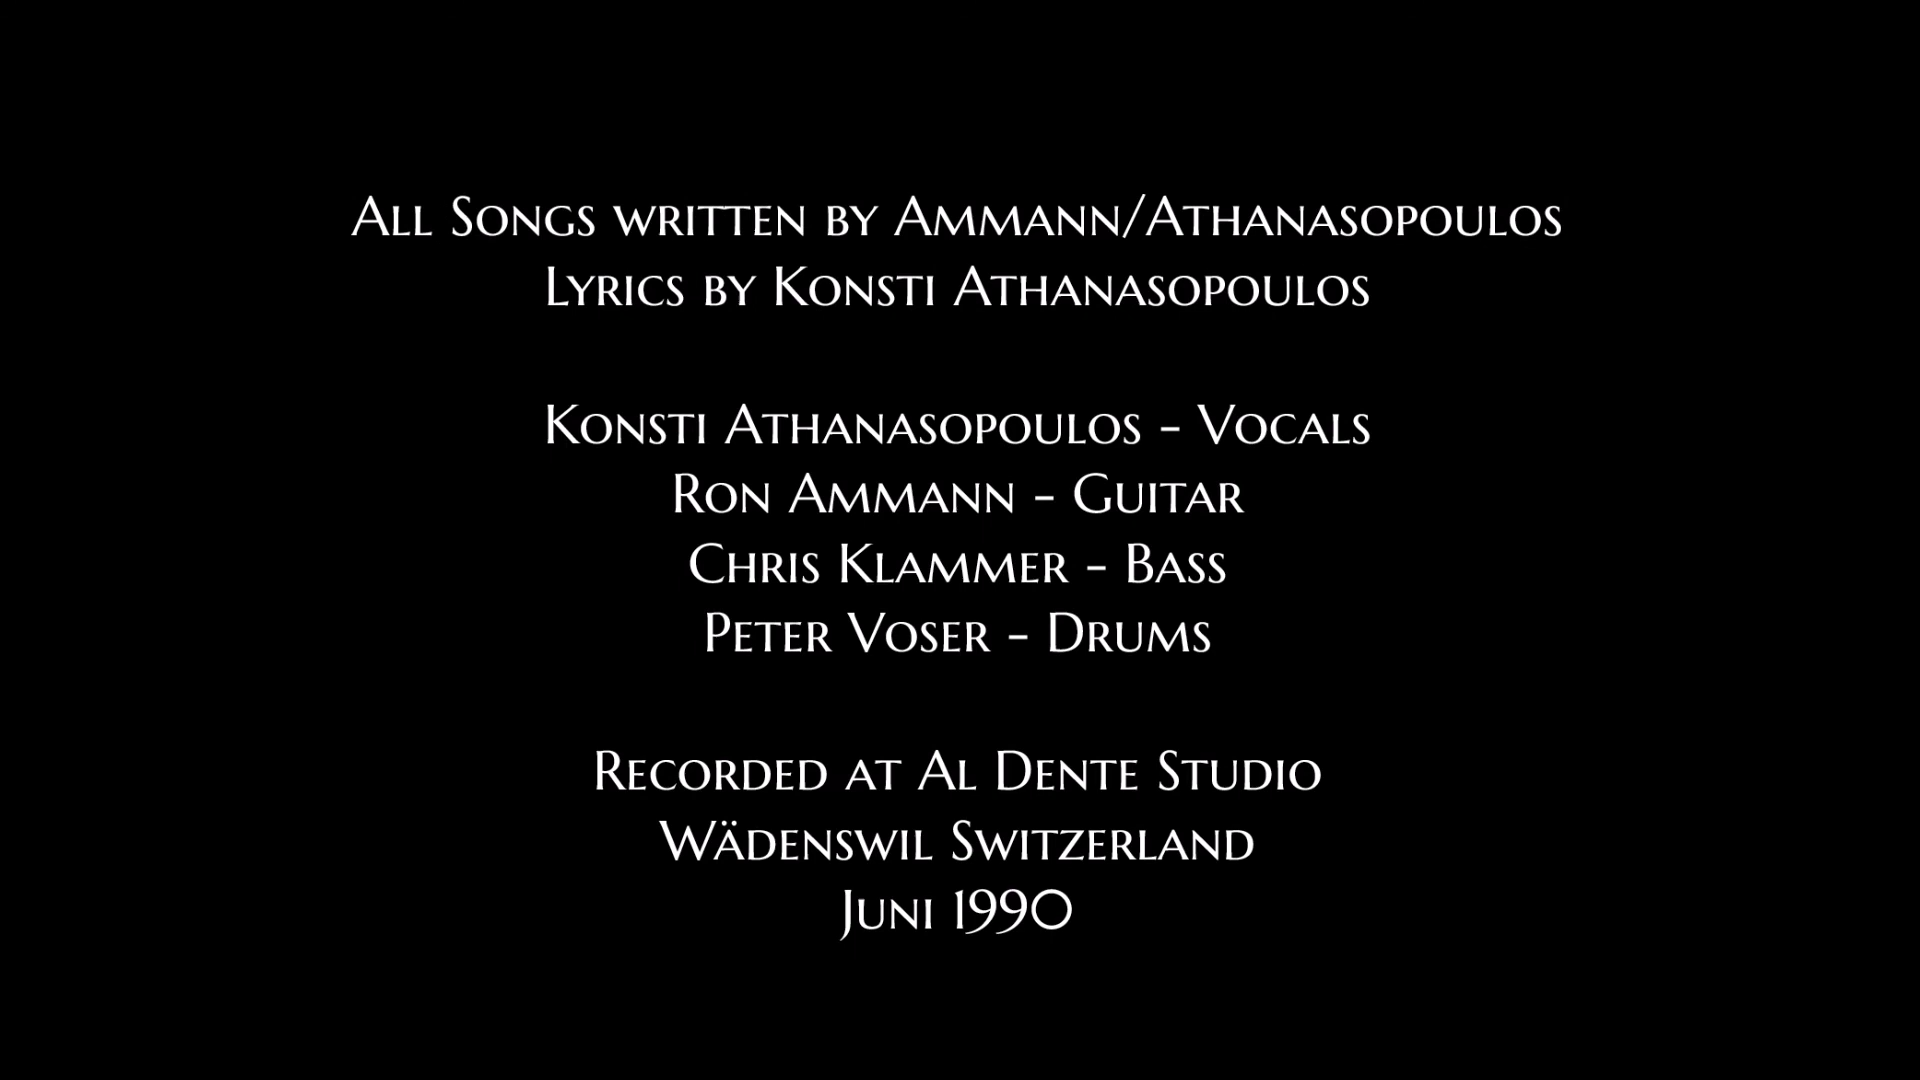 All Songs written by Ammann/Athanasopoulos
Lyrics by Konsti Athanasopoulos
Konsti Athanasopoulos - Vocals
Ron Ammann - Guitar
Chris Klammer - Bass
Peter Voser - Drums
Recorded at Al Dente Studio
Wädenswil Switzerland
Juni 1990